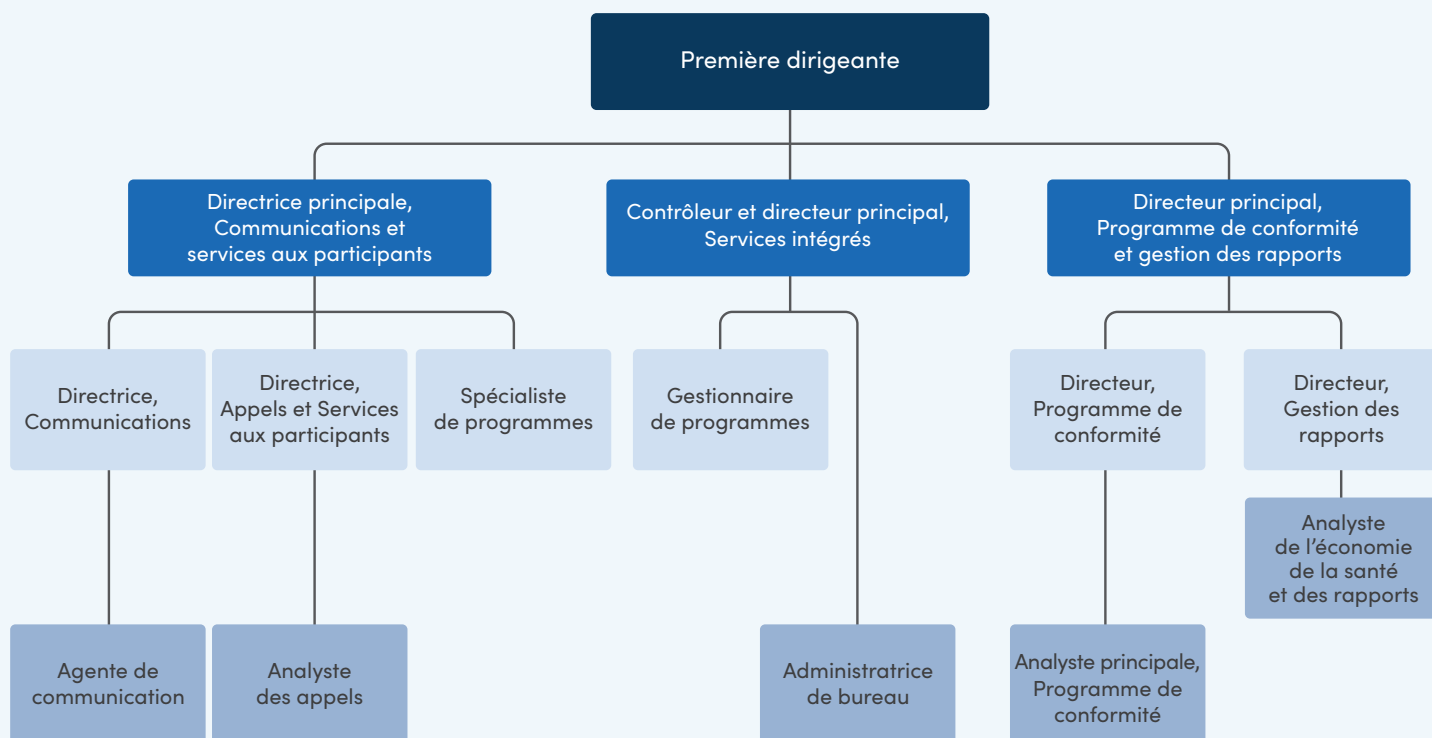 Première dirigeante
Directrice principale,
Communications et
services aux participants
Contrôleur et directeur principal,
Services intégrés
Directeur principal,
Programme de conformité
et gestion des rapports
Directrice,
Communications
Directrice,
Appels et Services
aux participants
Spécialiste
de programmes
Gestionnaire
de programmes
Directeur,
Programme de
conformité
Directeur,
Gestion des
rapports
Analyste
de l’économie
de la santé
et des rapports
Agente de
communication
Analyste
des appels
Administratrice
de bureau
Analyste principale,
Programme de
conformité